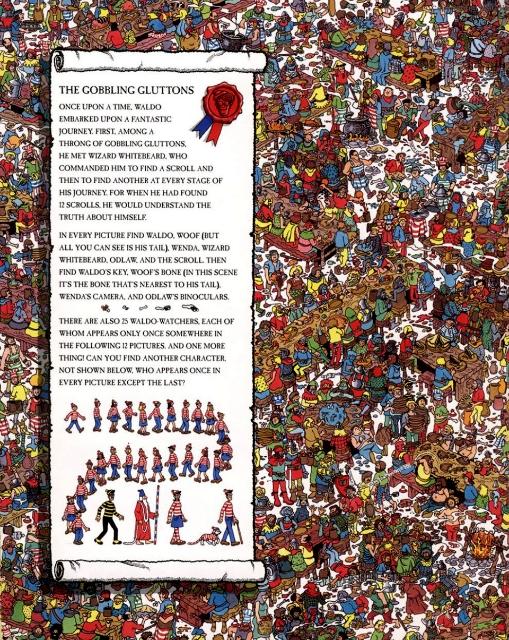 THE GOBBLING GLUTTONS
ONCE UPON A TIME, WALDO
EMBARKED UPON A FANTASTIC
JOURNEY. FIRST, AMONG A
THRONG OF GOBBLING GLUTTONS,
HE MET WIZARD WHITEBEARD, WHO
COMMANDED HIM TO FIND A SCROLL AND
THEN TO FIND ANOTHER AT EVERY STAGE OF
HIS JOURNEY. FOR WHEN HE HAD FOUND
12 SCROLLS, HE WOULD UNDERSTAND THE
TRUTH ABOUT HIMSELF.
IN EVERY PICTURE FIND WALDO, WOOF (BUT
ALL YOU CAN SEE IS HIS TAIL), WENDA, WIZARD
WHITEBEARD, ODLAW, AND THE SCROLL. THEN
FIND WALDO'S KEY, WOOF'S BONE (IN THIS SCENE
IT'S THE BONE THAT'S NEAREST TO HIS TAIL),
WENDA'S CAMERA, AND ODLAW'S BINOCULARS.
THERE ARE ALSO 25 WALDO-WATCHERS, EACH OF
WHOM APPEARS ONLY ONCE SOMEWHERE IN
THE FOLLOWING 12 PICTURES. AND ONE MORE
THING! CAN YOU FIND ANOTHER CHARACTER,
NOT SHOWN BELOW, WHO APPEARS ONCE IN
EVERY PICTURE EXCEPT THE LAST?